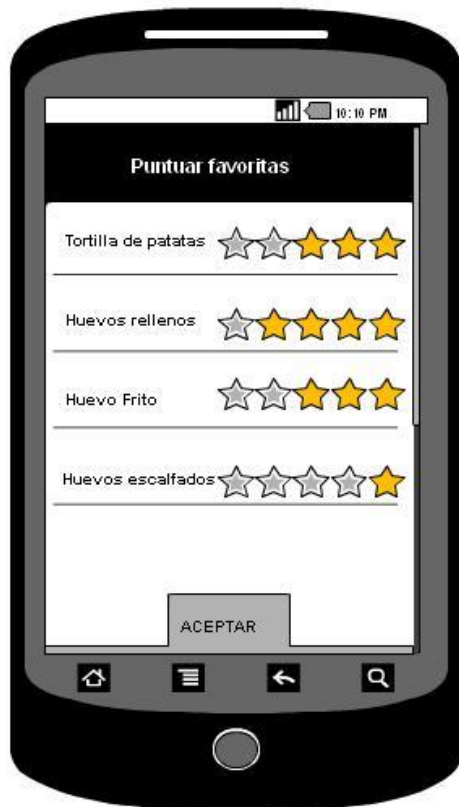 10:10 PM
Puntuar favoritas
Tortilla de patatas
Huevos rellenos
Huevo Frito
Huevos escalfados
ACEPTAR